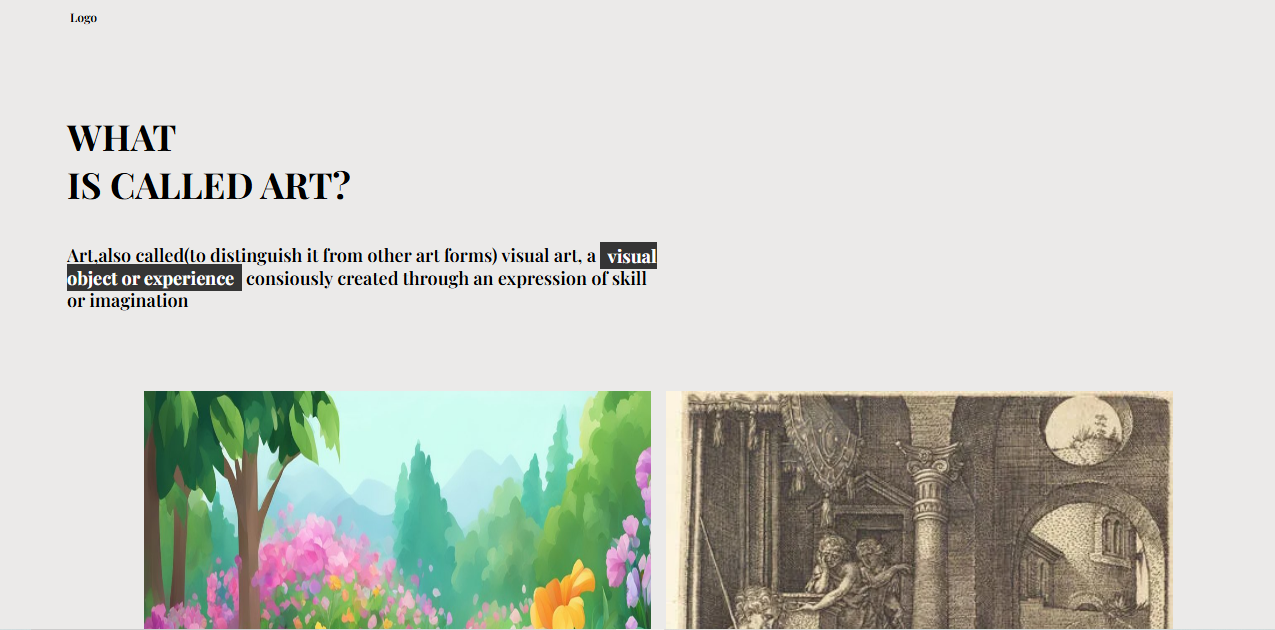 Logo
WHAT
IS CALLED ART?
Art,also called(to distinguish it from other art forms) visual art, a visual
object or experience consiously created through an expression of skill
or imagination